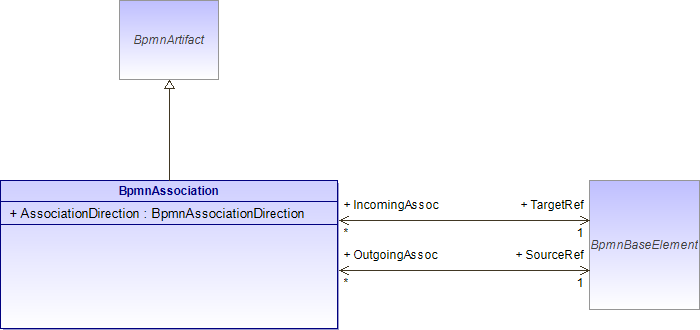 BpmnArtifact
BpmnAssociation
+ AssociationDirection : BpmnAssociationDirection
+ IncomingAssoc + TargetRef
* 1
+ OutgoingAssoc + SourceRef
* 1
BpmnBaseElement